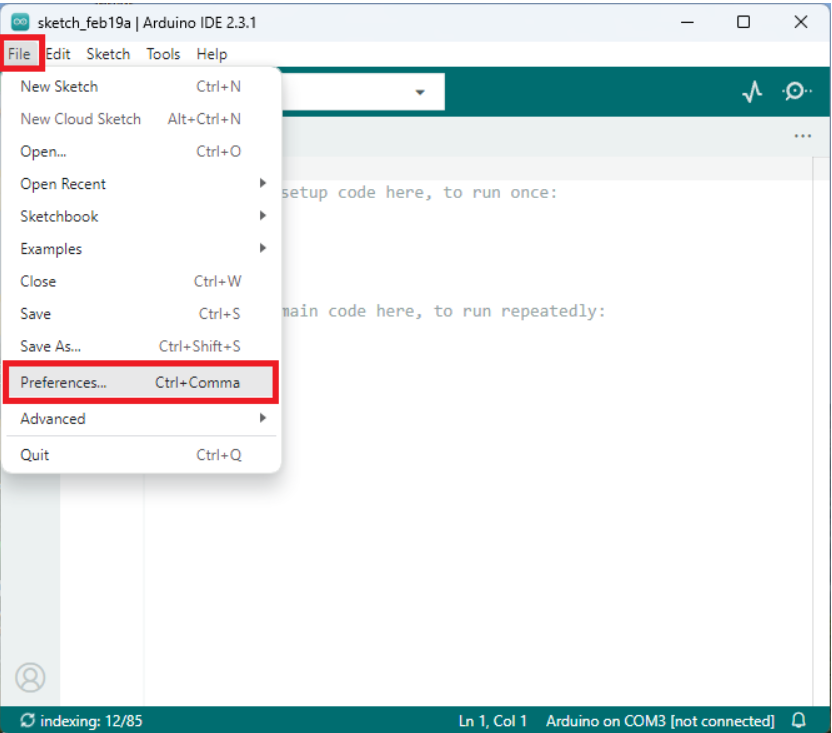 sketch_feb19a | Arduino IDE 2.3.1
File Edit Sketch Tools Help
New Sketch Ctrl+N
New Cloud Sketch Alt+Ctrl+N
Open... Ctrl+O
Open Recent
setup code here, to run once:
Sketchbook
Examples
Close Ctrl+W
Save Ctrl+S
main code here, to run repeatedly:
Save As... Ctrl+Shift+S
Preferences... Ctrl+Comma
Advanced
Quit Ctrl+Q
indexing: 12/85 Ln 1, Col 1 Arduino on COM3 [not connected]